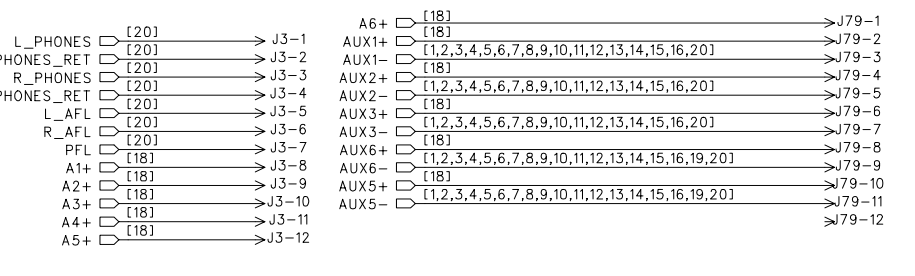 L_PHONES [20] J3-1
HONES_RET [20] J3-2
R_PHONES [20] J3-3
HONES_RET [20] J3-4
L_AFL [20] J3-5
R_AFL [20] J3-6
PFL [20] J3-7
A1+ [18] J3-8
A2+ [18] J3-9
A3+ [18] J3-10
A4+ [18] J3-11
A5+ [18] J3-12
A6+ [18] J79-1
AUX1+ [18] J79-2
AUX1- [1,2,3,4,5,6,7,8,9,10,11,12,13,14,15,16,20] J79-3
AUX2+ [18] J79-4
AUX2- [1,2,3,4,5,6,7,8,9,10,11,12,13,14,15,16,20] J79-5
AUX3+ [18] J79-6
AUX3- [1,2,3,4,5,6,7,8,9,10,11,12,13,14,15,16,20] J79-7
AUX6+ [18] J79-8
AUX6- [1,2,3,4,5,6,7,8,9,10,11,12,13,14,15,16,19,20] J79-9
AUX5+ [18] J79-10
AUX5- [1,2,3,4,5,6,7,8,9,10,11,12,13,14,15,16,19,20] J79-11
J79-12